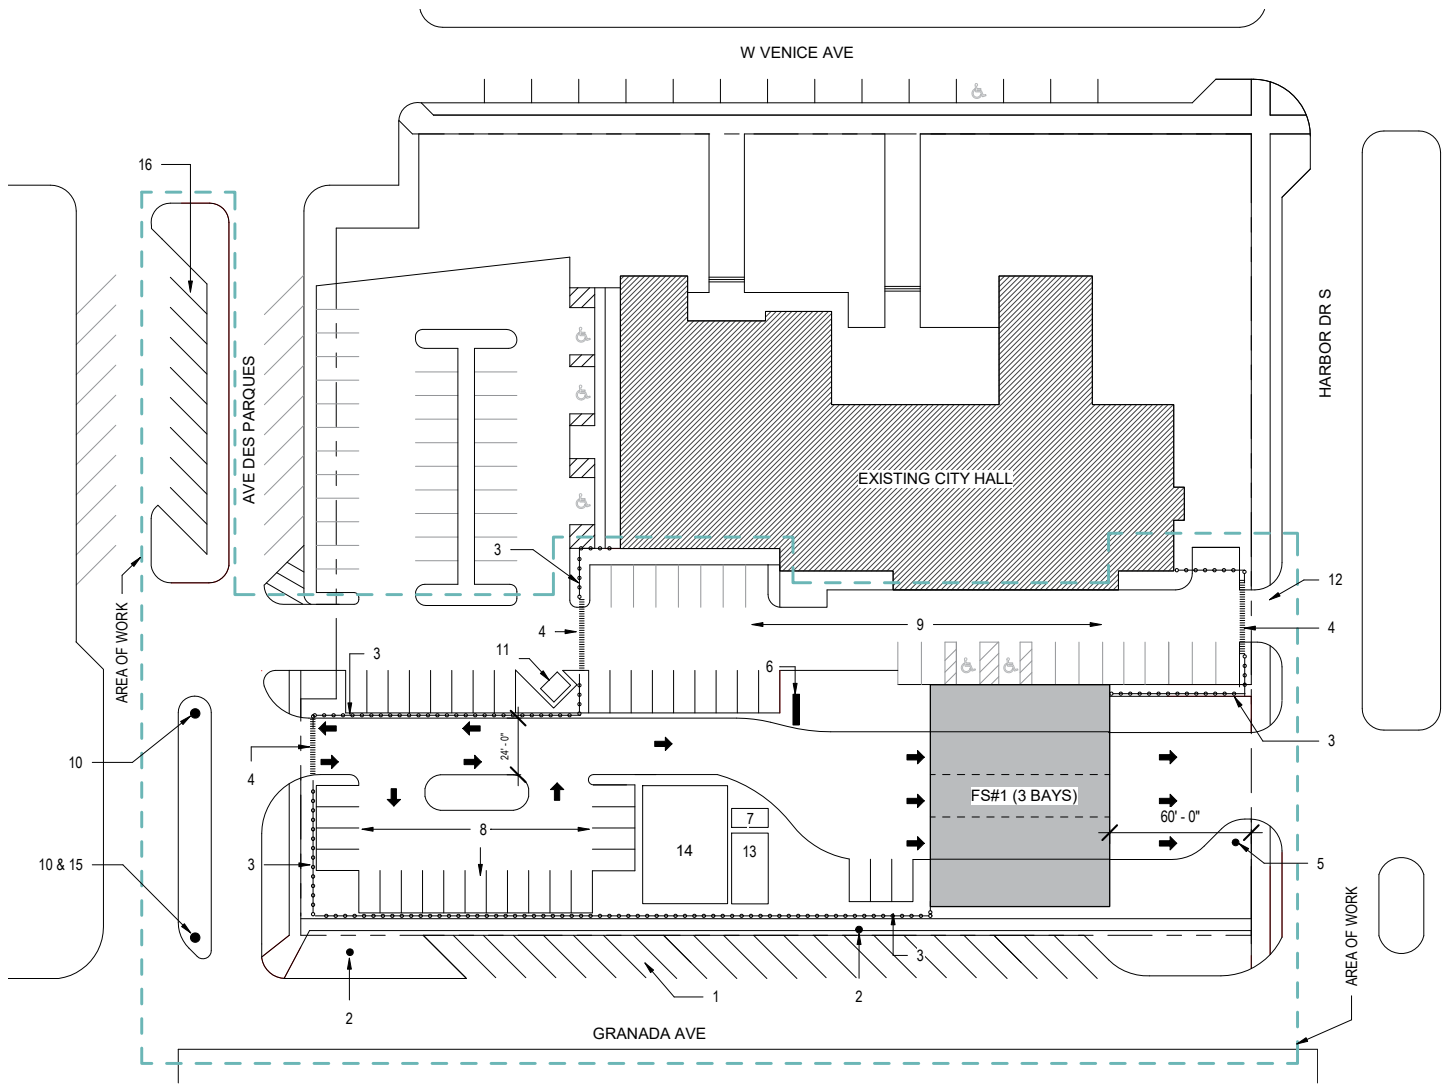 W VENICE AVE
16
AVE DES PARQUES
HARBOR DR S
EXISTING CITY HALL
3
12
AREA OF WORK
4
9
4
11
3
6
10
24' - 0"
3
4
FS#1 (3 BAYS)
60' - 0"
7
8
14
13
10 & 15
3
5
AREA OF WORK
3
1
2
2
GRANADA AVE